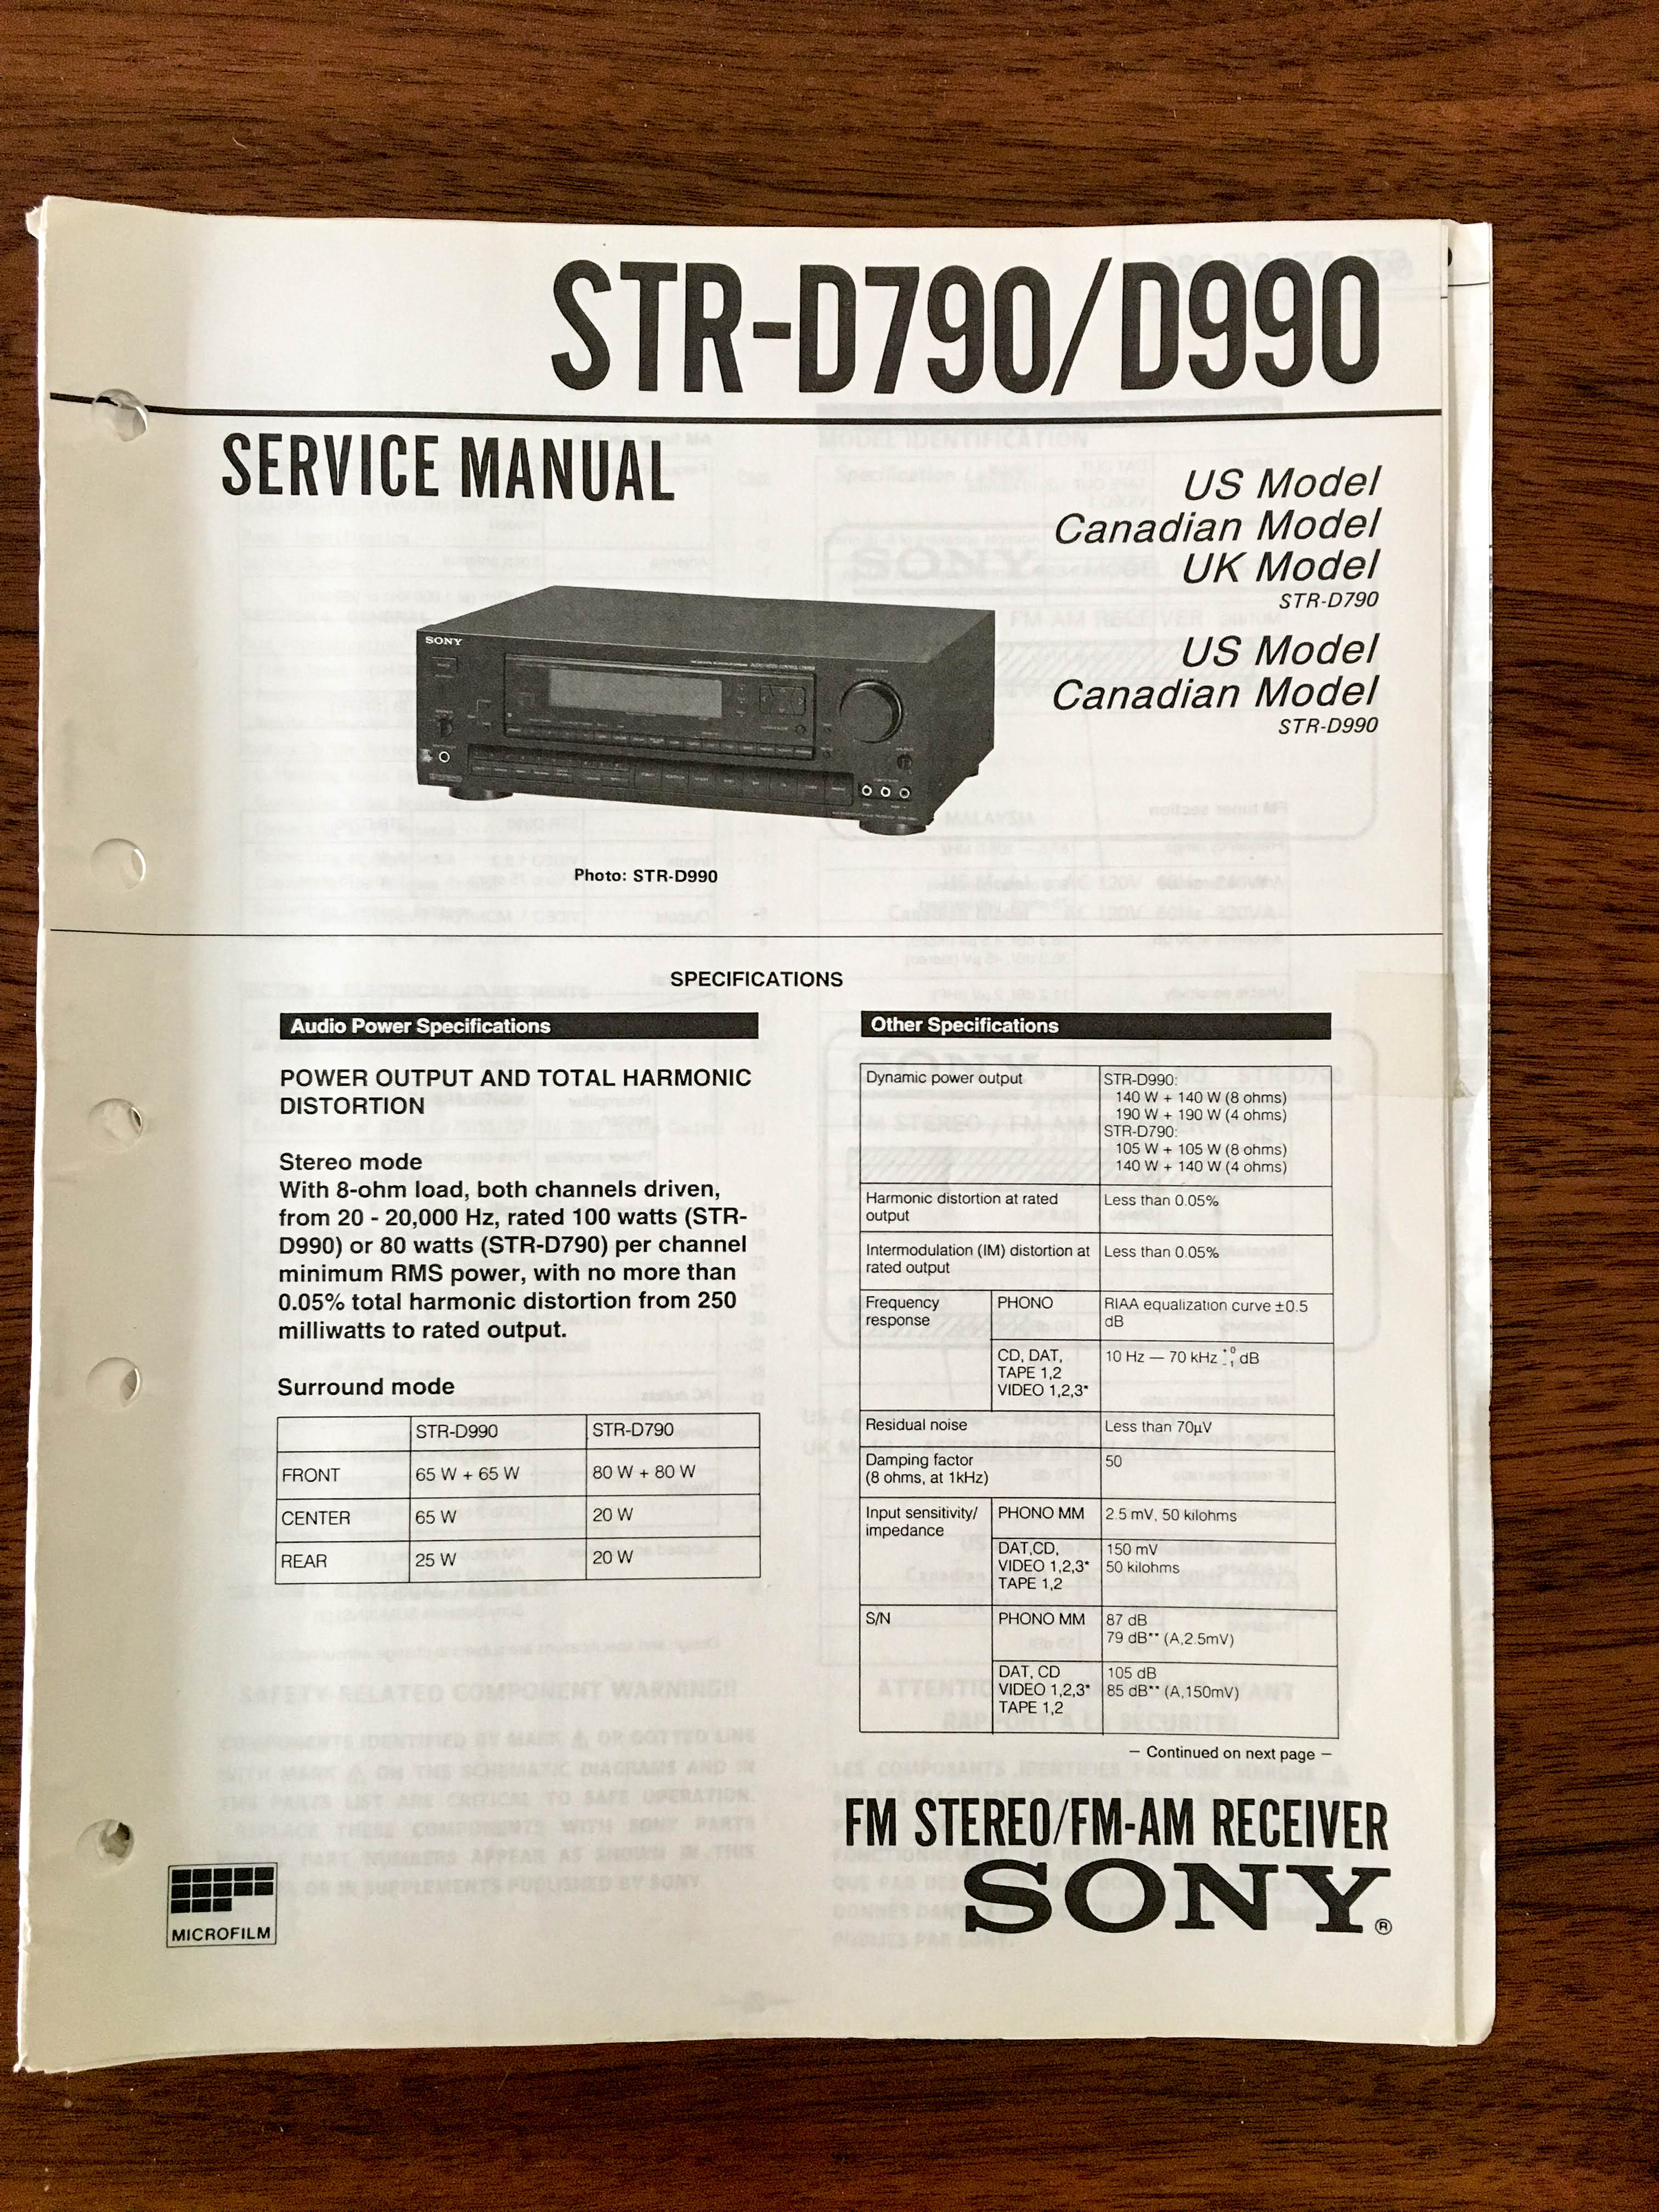 STR-D790/D990
SERVICE MANUAL
US Model
Canadian Model
UK Model
STR-D790
US Model
Canadian Model
STR-D990
SONY
Photo: STR-D990
SPECIFICATIONS
Audio Power Specifications
POWER OUTPUT AND TOTAL HARMONIC
DISTORTION
Stereo mode
With 8-ohm load, both channels driven,
from 20 - 20,000 Hz, rated 100 watts (STR-
D990) or 80 watts (STR-D790) per channel
minimum RMS power, with no more than
0.05% total harmonic distortion from 250
milliwatts to rated output.
Surround mode
STR-D990 STR-D790
FRONT 65 W + 65 W 80 W + 80 W
CENTER 65 W 20 W
REAR 25 W 20 W
Other Specifications
Dynamic power output STR-D990:
140 W + 140 W (8 ohms)
190 W + 190 W (4 ohms)
STR-D790:
105 W + 105 W (8 ohms)
140 W + 140 W (4 ohms)
Harmonic distortion at rated Less than 0.05%
output
Intermodulation (IM) distortion at Less than 0.05%
rated output
Frequency PHONO RIAA equalization curve ±0.5
response dB
CD, DAT, 10 Hz — 70 kHz +0 -1 dB
TAPE 1,2
VIDEO 1,2,3*
Residual noise Less than 70μV
Damping factor 50
(8 ohms, at 1kHz)
Input sensitivity/ PHONO MM 2.5 mV, 50 kilohms
impedance
DAT,CD, 150 mV
VIDEO 1,2,3* 50 kilohms
TAPE 1,2
S/N PHONO MM 87 dB
79 dB** (A,2.5mV)
DAT, CD 105 dB
VIDEO 1,2,3* 85 dB** (A,150mV)
TAPE 1,2
— Continued on next page —
FM STEREO/FM-AM RECEIVER
SONY®
MICROFILM